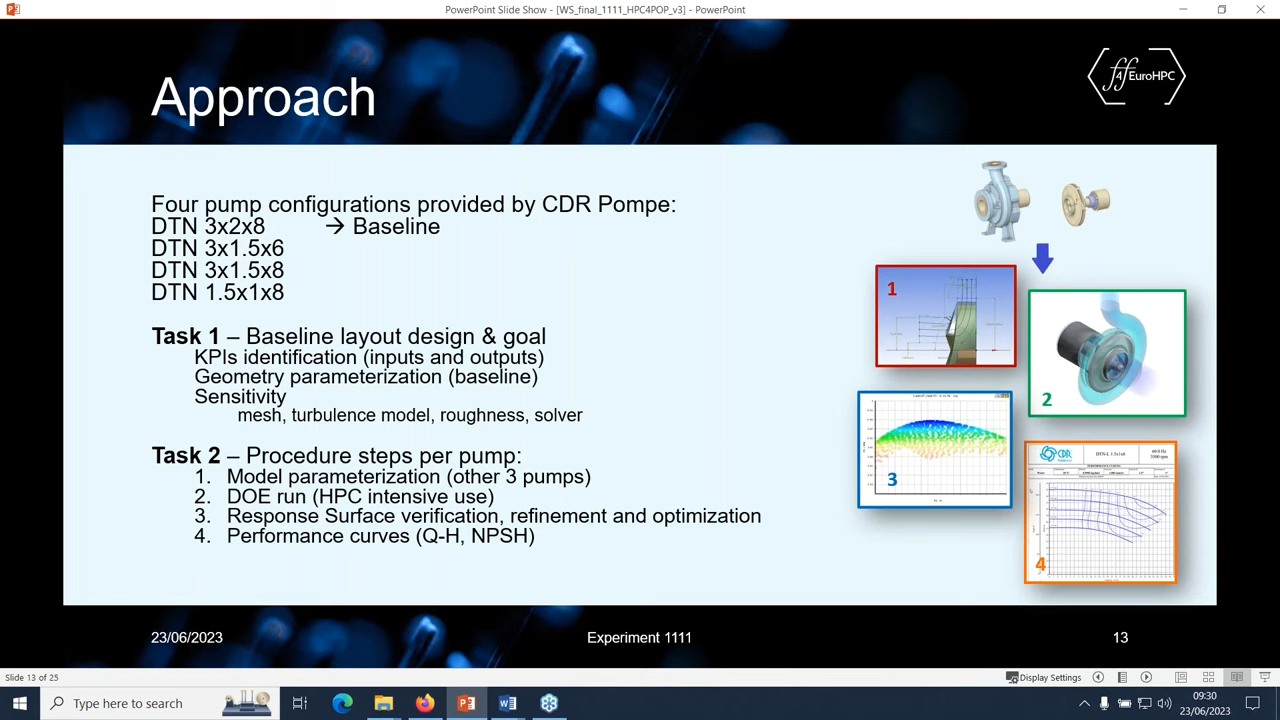 PowerPoint Slide Show - [WS_final_1111_HPC4POP_v3] - PowerPoint
Approach
ff4EuroHPC
Four pump configurations provided by CDR Pompe:
DTN 3x2x8 → Baseline
DTN 3x1.5x6
DTN 3x1.5x8
DTN 1.5x1x8
Task 1 – Baseline layout design & goal
KPIs identification (inputs and outputs)
Geometry parameterization (baseline)
Sensitivity
mesh, turbulence model, roughness, solver
Task 2 – Procedure steps per pump:
1. Model parameterization (other 3 pumps)
2. DOE run (HPC intensive use)
3. Response Surface verification, refinement and optimization
4. Performance curves (Q-H, NPSH)
1
2
3
CDR
4
23/06/2023
Experiment 1111
13
Slide 13 of 25
Display Settings
Type here to search
09:30
23/06/2023